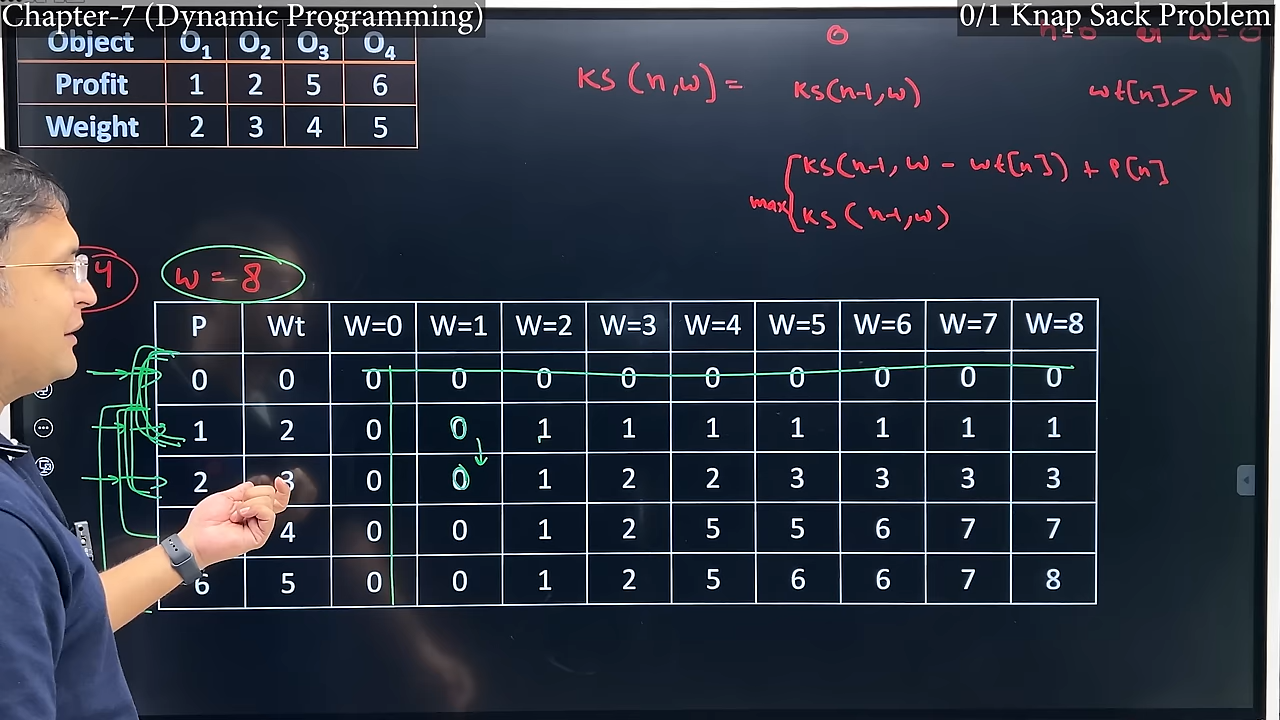 Chapter-7 (Dynamic Programming)
0/1 Knap Sack Problem
Object O1 O2 O3 O4
Profit 1 2 5 6
Weight 2 3 4 5
0 n=0 or w=0
KS(n,w) = KS(n-1,w) wt[n] > W
max KS(n-1, w - wt[n]) + P[n]
KS(n-1,w)
4 w = 8
P Wt W=0 W=1 W=2 W=3 W=4 W=5 W=6 W=7 W=8
0 0 0 0 0 0 0 0 0 0 0
1 2 0 0 1 1 1 1 1 1 1
2 3 0 0 1 2 2 3 3 3 3
4 0 0 1 2 5 5 6 7 7
6 5 0 0 1 2 5 6 6 7 8